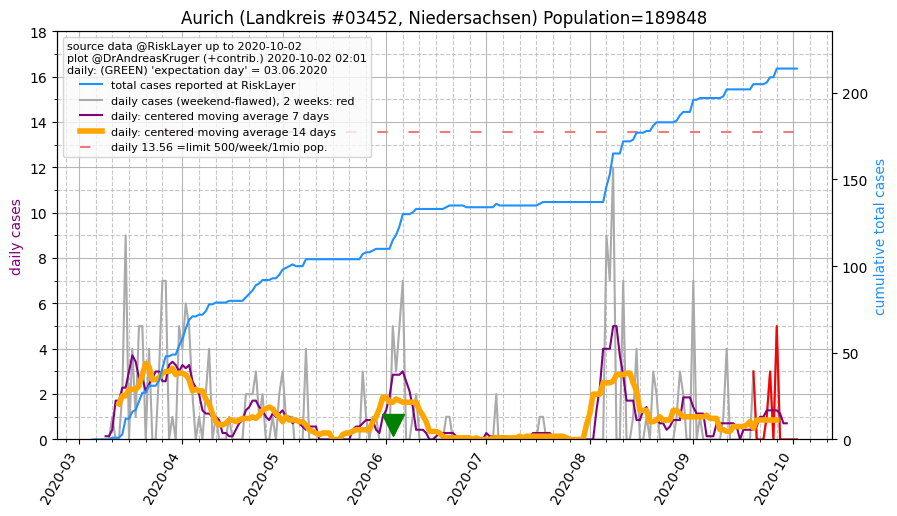 Aurich (Landkreis #03452, Niedersachsen) Population=189848
source data @RiskLayer up to 2020-10-02
plot @DrAndreasKruger (+contrib.) 2020-10-02 02:01
daily: (GREEN) 'expectation day' = 03.06.2020
total cases reported at RiskLayer
daily cases (weekend-flawed), 2 weeks: red
daily: centered moving average 7 days
daily: centered moving average 14 days
daily 13.56 =limit 500/week/1mio pop.
daily cases
18
16
14
12
10
8
6
4
2
0
200
150
100
50
0
cumulative total cases
2020-03
2020-04
2020-05
2020-06
2020-07
2020-08
2020-09
2020-10